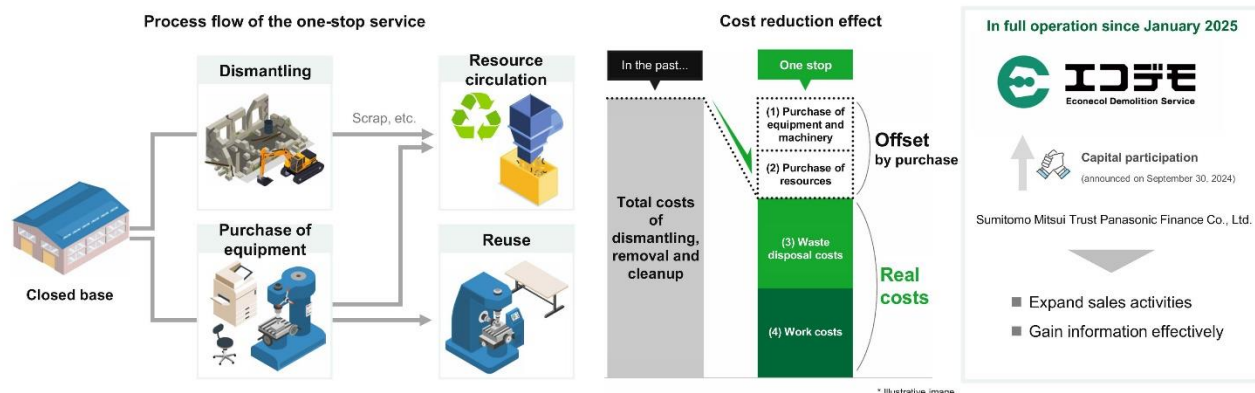 Process flow of the one-stop service
Dismantling
Scrap, etc.
Resource
circulation
Closed base
Purchase of
equipment
Reuse
Cost reduction effect
In the past...
One stop
Total costs
of
dismantling,
removal and
cleanup
(1) Purchase of
equipment and
machinery
(2) Purchase of
resources
(3) Waste
disposal costs
(4) Work costs
Offset
by purchase
Real
costs
* Illustrative image
In full operation since January 2025
エコデモ
Econecol Demolition Service
Capital participation
(announced on September 30, 2024)
Sumitomo Mitsui Trust Panasonic Finance Co., Ltd.
■ Expand sales activities
■ Gain information effectively